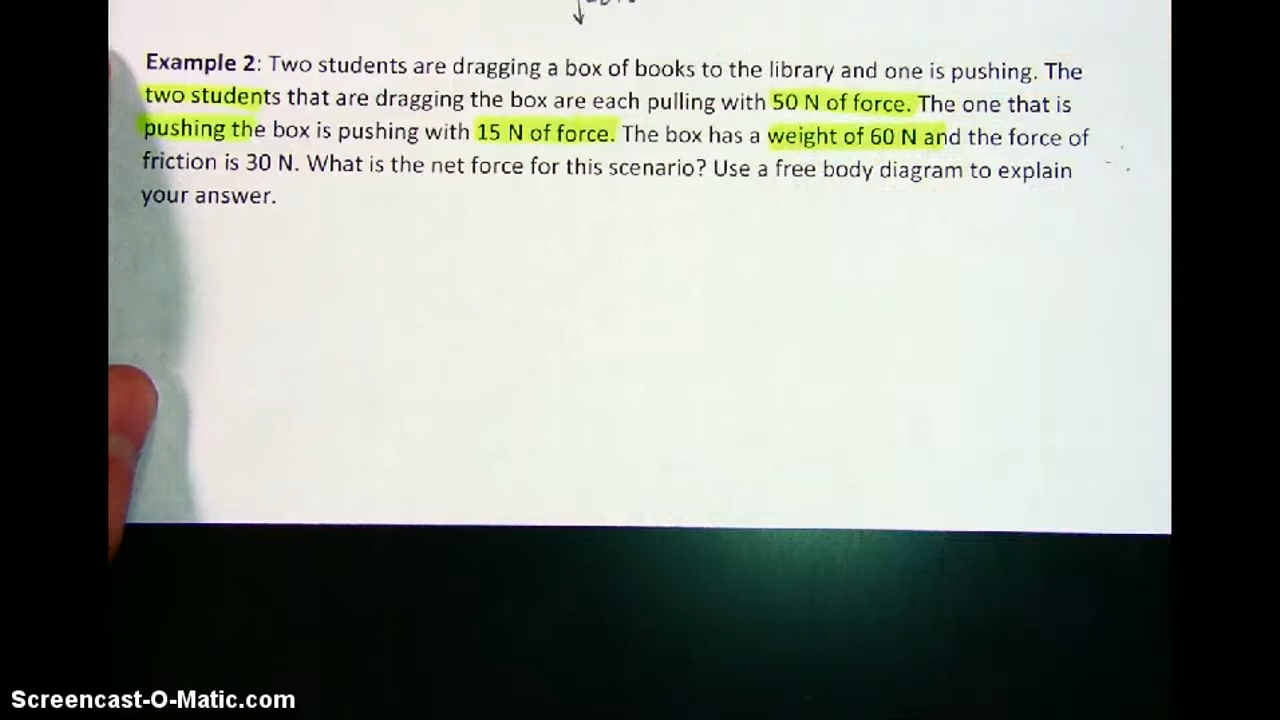 Example 2: Two students are dragging a box of books to the library and one is pushing. The
two students that are dragging the box are each pulling with 50 N of force. The one that is
pushing the box is pushing with 15 N of force. The box has a weight of 60 N and the force of
friction is 30 N. What is the net force for this scenario? Use a free body diagram to explain
your answer.
Screencast-O-Matic.com